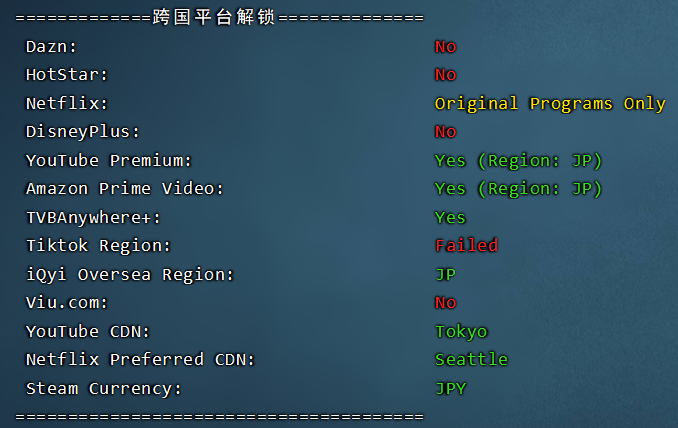 =============跨国平台解锁==============
Dazn: No
HotStar: No
Netflix: Original Programs Only
DisneyPlus: No
YouTube Premium: Yes (Region: JP)
Amazon Prime Video: Yes (Region: JP)
TVBAnywhere+: Yes
Tiktok Region: Failed
iQyi Oversea Region: JP
Viu.com: No
YouTube CDN: Tokyo
Netflix Preferred CDN: Seattle
Steam Currency: JPY
=======================================